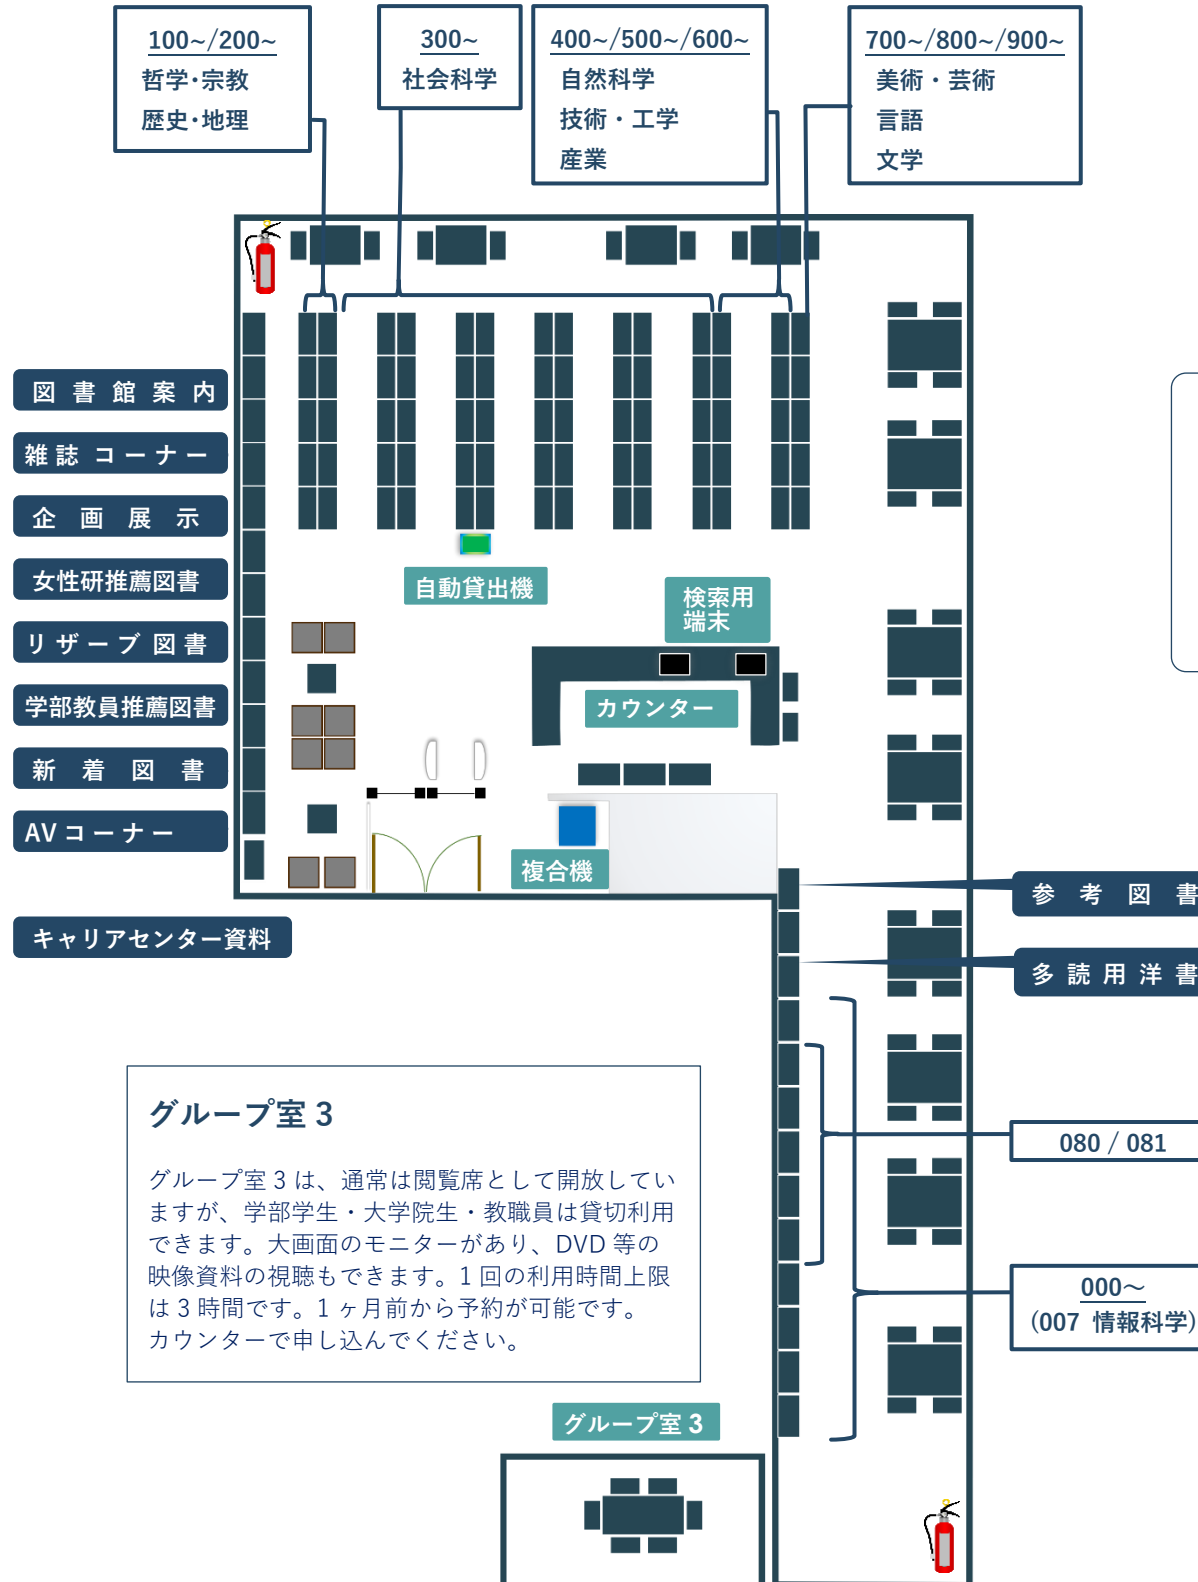 100~/200~
哲学・宗教
歴史・地理
300~
社会科学
400~/500~/600~
自然科学
技術・工学
産業
700~/800~/900~
美術・芸術
言語
文学
図書館案内
雑誌コーナー
企画展示
女性研推薦図書
リザーブ図書
学部教員推薦図書
新着図書
AVコーナー
キャリアセンター資料
自動貸出機
検索用
端末
カウンター
複合機
参考図書
多読用洋書
080 / 081
000~
(007 情報科学)
グループ室 3
グループ室 3 は、通常は閲覧席として開放してい
ますが、学部学生・大学院生・教職員は貸切利用
できます。大画面のモニターがあり、DVD 等の
映像資料の視聴もできます。1 回の利用時間上限
は 3 時間です。1 ヶ月前から予約が可能です。
カウンターで申し込んでください。
グループ室 3